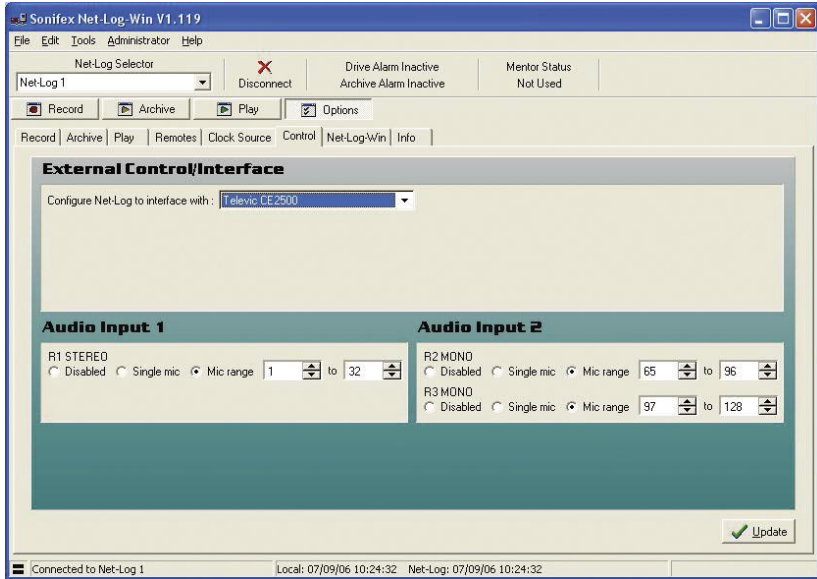 Sonifex Net-Log-Win V1.119
File Edit Tools Administrator Help
Net-Log Selector
Net-Log 1
Disconnect
Drive Alarm Inactive
Archive Alarm Inactive
Mentor Status
Not Used
Record Archive Play Options
Record Archive Play Remotes Clock Source Control Net-Log-Win Info
External Control/Interface
Configure Net-Log to interface with : Televic CE2500
Audio Input 1
R1 STEREO
Disabled Single mic Mic range 1 to 32
Audio Input 2
R2 MONO
Disabled Single mic Mic range 65 to 96
R3 MONO
Disabled Single mic Mic range 97 to 128
Update
Connected to Net-Log 1 Local: 07/09/06 10:24:32 Net-Log: 07/09/06 10:24:32